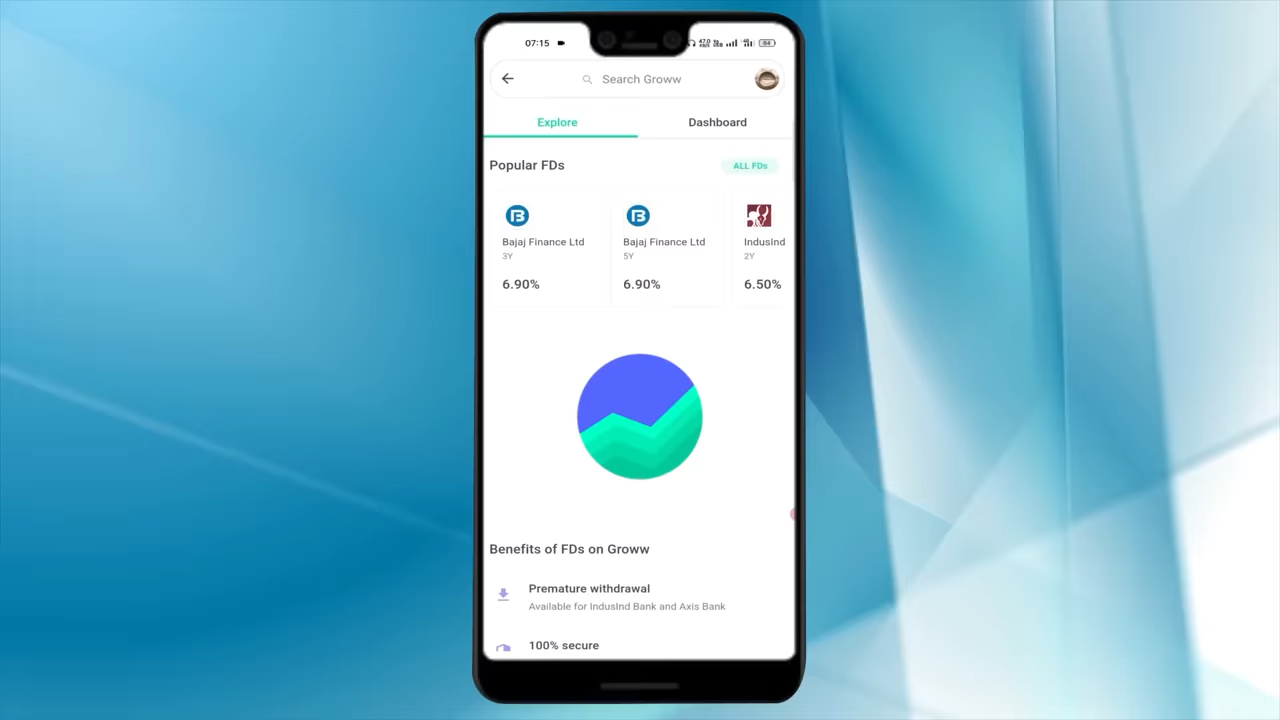 07:15
84
Search Groww
Explore
Dashboard
Popular FDs
ALL FDs
Bajaj Finance Ltd
3Y
6.90%
Bajaj Finance Ltd
5Y
6.90%
IndusInd
2Y
6.50%
Benefits of FDs on Groww
Premature withdrawal
Available for IndusInd Bank and Axis Bank
100% secure